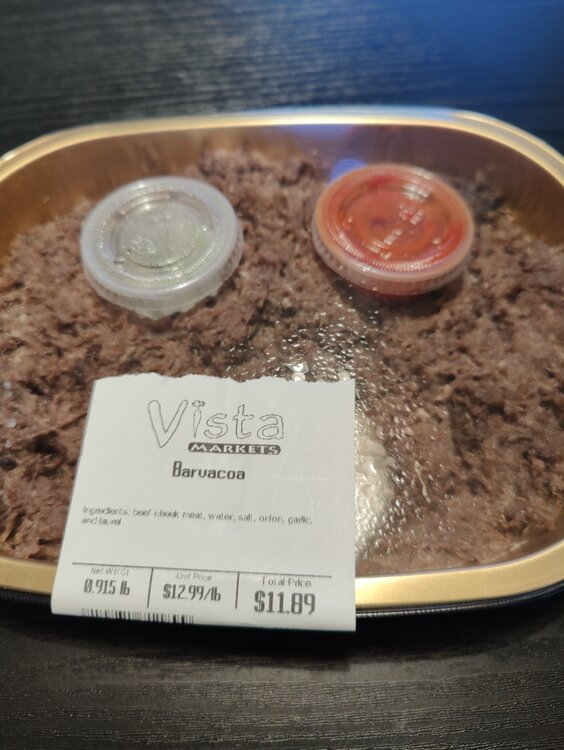 Vista
MARKETS
Barvacoa
Ingredients: beef cheek meat, water, salt, onion, garlic,
and laurel
Net Wt/Ct Unit Price Total Price
0.915 lb $12.99/lb $11.89